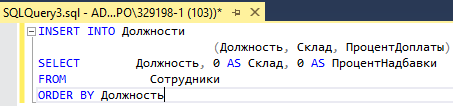 SQLQuery3.sql - AD...PO\329198-1 (103))*
INSERT INTO Должности
(Должность, Склад, ПроцентДоплаты)
SELECT Должность, 0 AS Склад, 0 AS ПроцентНадбавки
FROM Сотрудники
ORDER BY Должность